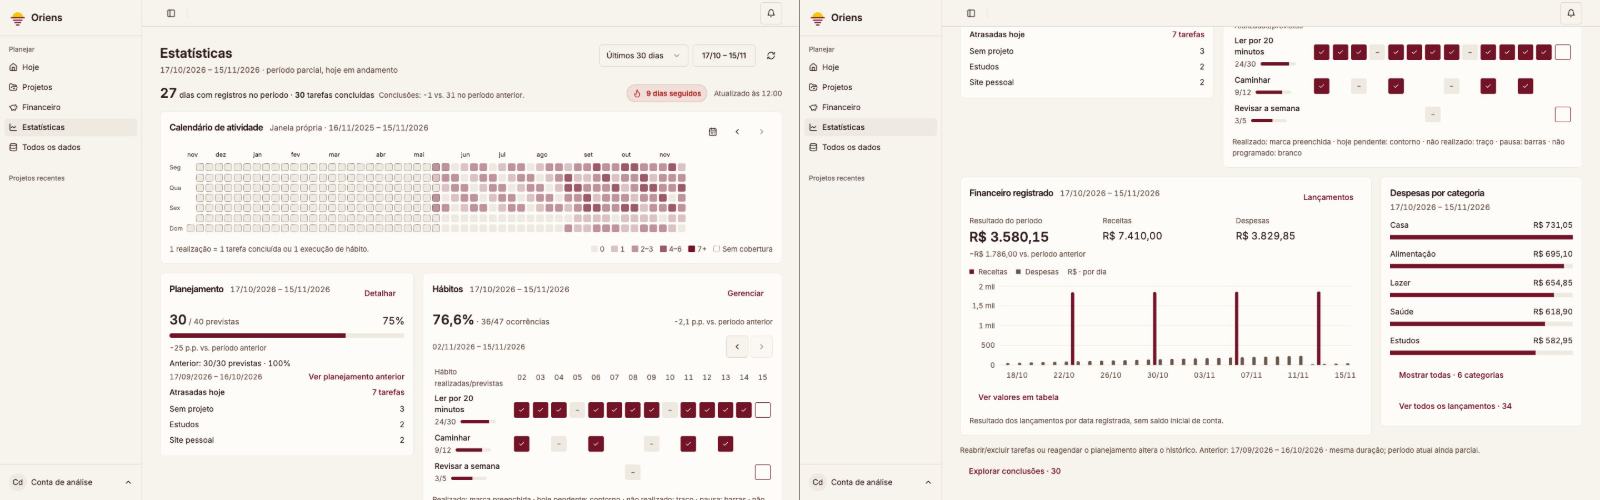 Oriens
Planejar
Hoje
Projetos
Financeiro
Estatísticas
Todos os dados
Projetos recentes
Cd Conta de análise
Estatísticas
17/10/2026 – 15/11/2026 · período parcial, hoje em andamento
Últimos 30 dias
17/10 – 15/11
27 dias com registros no período · 30 tarefas concluídas Conclusões: -1 vs. 31 no período anterior.
9 dias seguidos
Atualizado às 12:00
Calendário de atividade Janela própria · 16/11/2025 – 15/11/2026
nov dez jan fev mar abr mai jun jul ago set out nov
Seg
Qua
Sex
Dom
1 realização = 1 tarefa concluída ou 1 execução de hábito.
0 1 2–3 4–6 7+ Sem cobertura
Planejamento 17/10/2026 – 15/11/2026
Detalhar
30 / 40 previstas 75%
-25 p.p. vs. período anterior
Anterior: 30/30 previstas · 100%
17/09/2026 – 16/10/2026 Ver planejamento anterior
Atrasadas hoje 7 tarefas
Sem projeto 3
Estudos 2
Site pessoal 2
Hábitos 17/10/2026 – 15/11/2026
Gerenciar
76,6% · 36/47 ocorrências -2,1 p.p. vs. período anterior
02/11/2026 – 15/11/2026
Hábito
realizadas/previstas 02 03 04 05 06 07 08 09 10 11 12 13 14 15
Ler por 20
minutos
24/30
Caminhar
9/12
Revisar a semana
3/5
Realizado: marca preenchida · hoje pendente: contorno · não realizado: traço · pausa: barras · não
Oriens
Planejar
Hoje
Projetos
Financeiro
Estatísticas
Todos os dados
Projetos recentes
Cd Conta de análise
Atrasadas hoje 7 tarefas
Sem projeto 3
Estudos 2
Site pessoal 2
realizadas/previstas
Ler por 20
minutos
24/30
Caminhar
9/12
Revisar a semana
3/5
Realizado: marca preenchida · hoje pendente: contorno · não realizado: traço · pausa: barras · não
programado: branco
Financeiro registrado 17/10/2026 – 15/11/2026
Lançamentos
Resultado do período Receitas Despesas
R$ 3.580,15 R$ 7.410,00 R$ 3.829,85
-R$ 1.786,00 vs. período anterior
Receitas Despesas R$ · por dia
2 mil
1,5 mil
1 mil
500
0
18/10 22/10 26/10 30/10 03/11 07/11 11/11 15/11
Ver valores em tabela
Resultado dos lançamentos por data registrada, sem saldo inicial de conta.
Despesas por categoria
17/10/2026 – 15/11/2026
Casa R$ 731,05
Alimentação R$ 695,10
Lazer R$ 654,85
Saúde R$ 618,90
Estudos R$ 582,95
Mostrar todas · 6 categorias
Ver todos os lançamentos · 34
Reabrir/excluir tarefas ou reagendar o planejamento altera o histórico. Anterior: 17/09/2026 – 16/10/2026 · mesma duração; período atual ainda parcial.
Explorar conclusões · 30